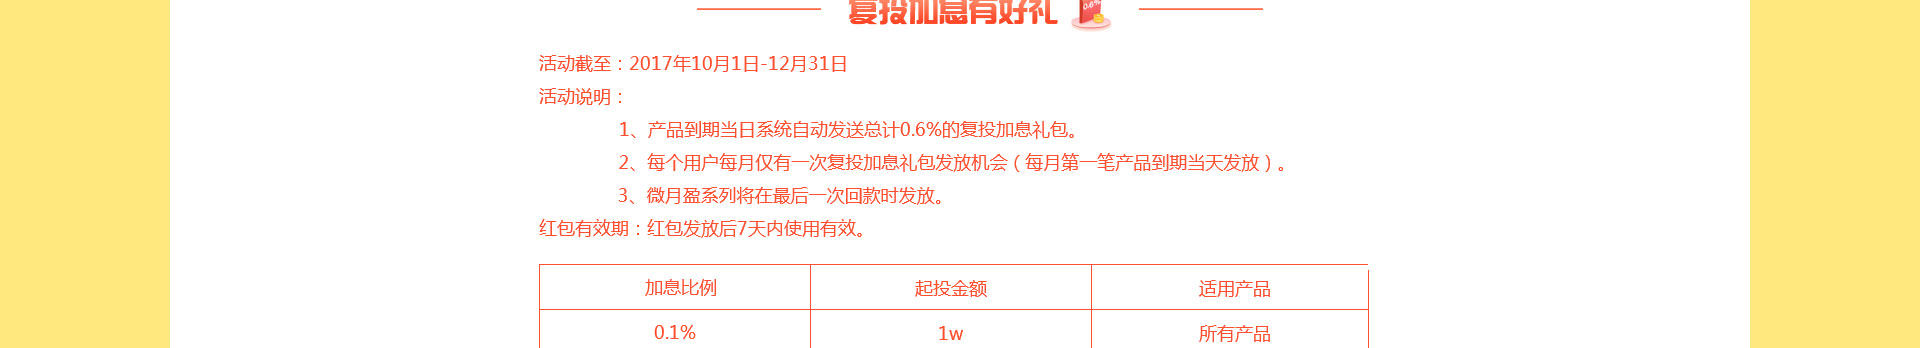 复投加息有好礼
0.6%
活动截至：2017年10月1日-12月31日
活动说明：
1、产品到期当日系统自动发送总计0.6%的复投加息礼包。
2、每个用户每月仅有一次复投加息礼包发放机会（每月第一笔产品到期当天发放）。
3、微月盈系列将在最后一次回款时发放。
红包有效期：红包发放后7天内使用有效。
加息比例 起投金额 适用产品
0.1% 1w 所有产品